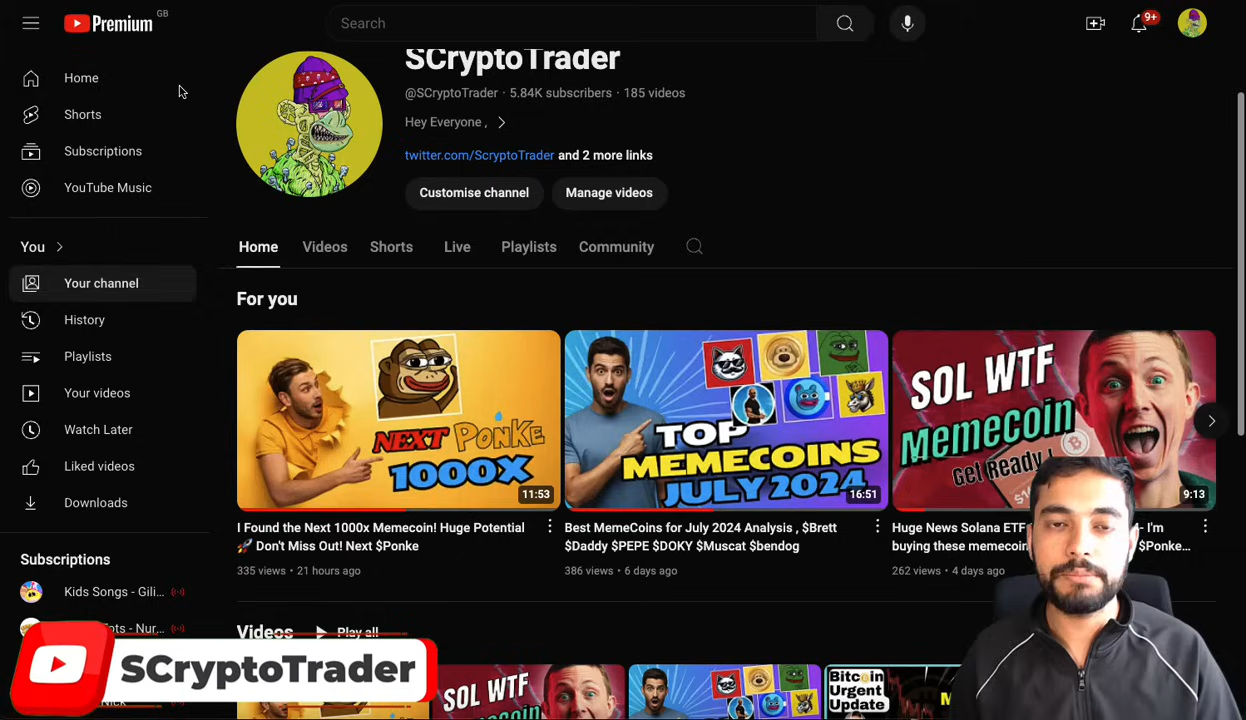 Premium GB
Search
9+
Home
Shorts
Subscriptions
YouTube Music
You
Your channel
History
Playlists
Your videos
Watch Later
Liked videos
Downloads
Subscriptions
Kids Songs - Gili...
ots - Nur...
SCryptoTrader
@SCryptoTrader · 5.84K subscribers · 185 videos
Hey Everyone ,
twitter.com/ScryptoTrader and 2 more links
Customise channel
Manage videos
Home
Videos
Shorts
Live
Playlists
Community
For you
NEXT PONKE
1000X
11:53
I Found the Next 1000x Memecoin! Huge Potential
🚀 Don't Miss Out! Next $Ponke
335 views • 21 hours ago
TOP
MEMECOINS
JULY 2024
16:51
Best MemeCoins for July 2024 Analysis , $Brett
$Daddy $PEPE $DOKY $Muscat $bendog
386 views • 6 days ago
SOL WTF
Memecoin
Get Ready !
9:13
Huge News Solana ETF - I'm
buying these memecoin $Ponke...
262 views • 4 days ago
Videos
Play all
SOL WTF
TOP
Bitcoin
Urgent
Update
SCryptoTrader